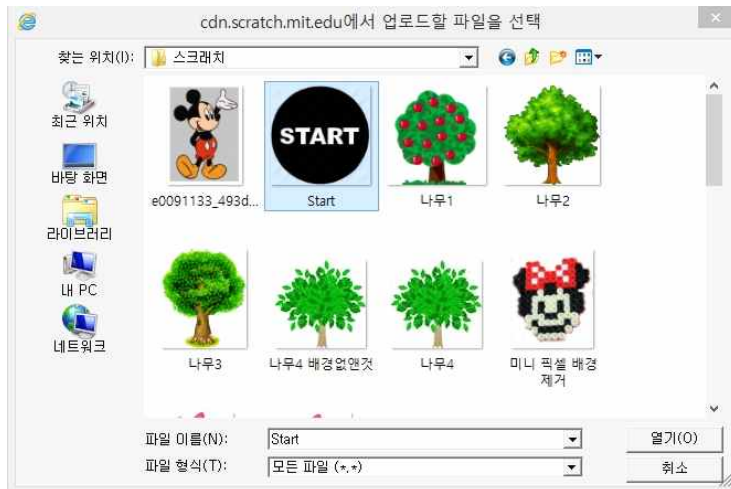 cdn.scratch.mit.edu에서 업로드할 파일을 선택
찾는 위치(I):
스크래치
최근 위치
바탕 화면
라이브러리
내 PC
네트워크
START
e0091133_493d...
Start
나무1
나무2
나무3
나무4 배경없앤것
나무4
미니 픽셀 배경
제거
파일 이름(N):
Start
열기(O)
파일 형식(T):
모든 파일 (*.*)
취소